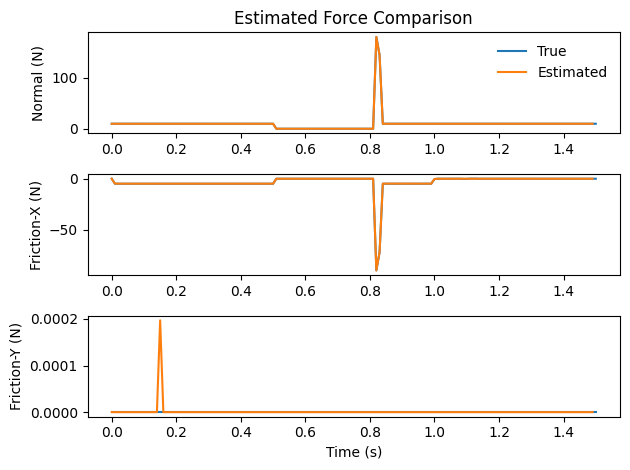 Estimated Force Comparison
Normal (N)
100
0
True
Estimated
0.0 0.2 0.4 0.6 0.8 1.0 1.2 1.4
Friction-X (N)
0
−50
0.0 0.2 0.4 0.6 0.8 1.0 1.2 1.4
Friction-Y (N)
0.0002
0.0001
0.0000
0.0 0.2 0.4 0.6 0.8 1.0 1.2 1.4
Time (s)